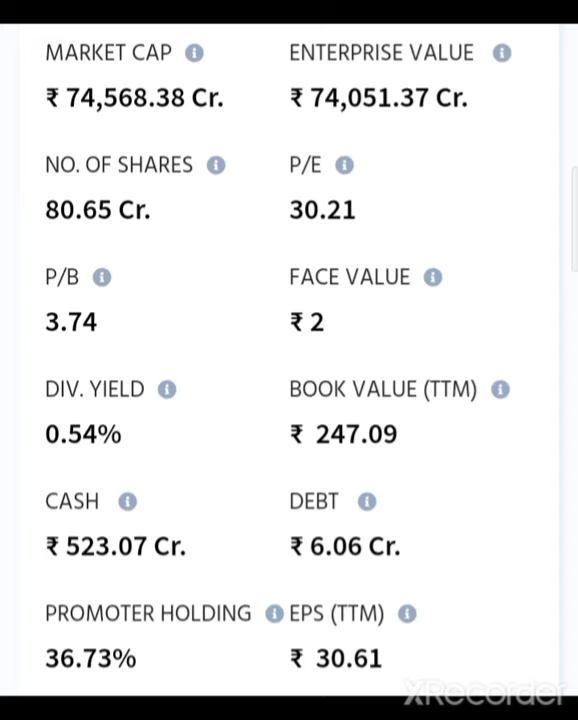 MARKET CAP ENTERPRISE VALUE
₹ 74,568.38 Cr. ₹ 74,051.37 Cr.
NO. OF SHARES P/E
80.65 Cr. 30.21
P/B FACE VALUE
3.74 ₹ 2
DIV. YIELD BOOK VALUE (TTM)
0.54% ₹ 247.09
CASH DEBT
₹ 523.07 Cr. ₹ 6.06 Cr.
PROMOTER HOLDING EPS (TTM)
36.73% ₹ 30.61
XRecorder